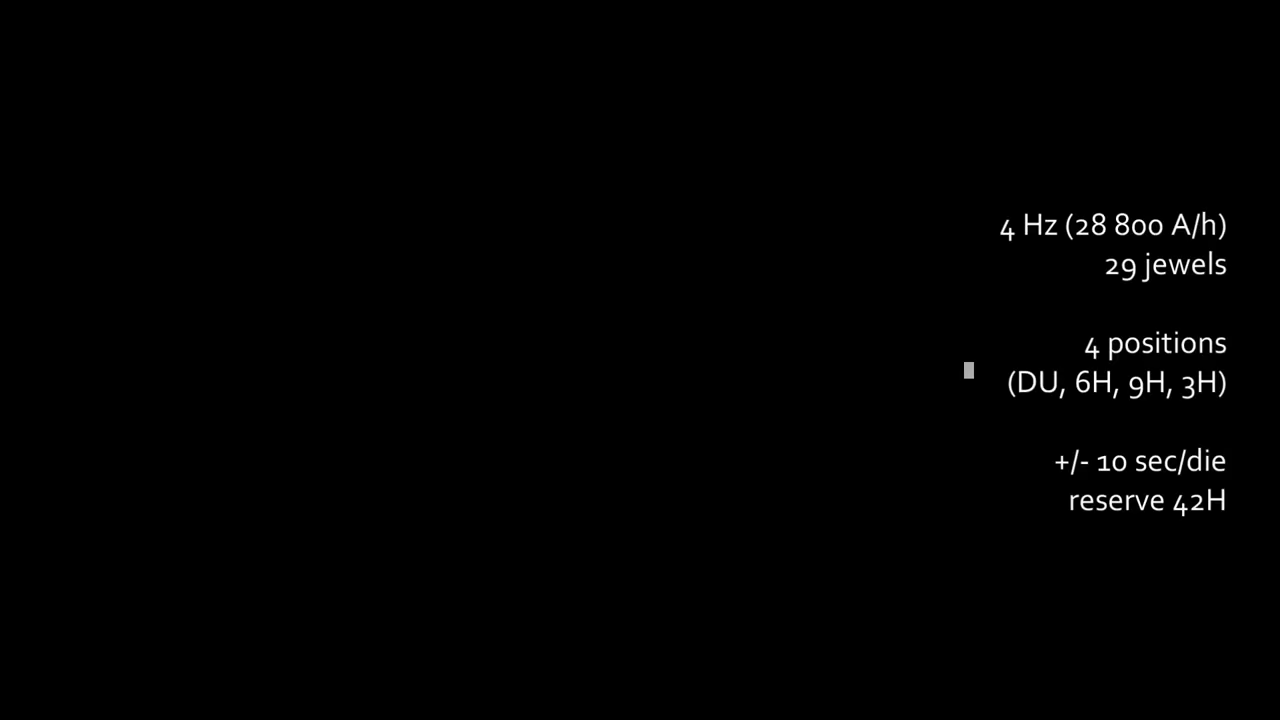 4 Hz (28 800 A/h)
29 jewels
4 positions
(DU, 6H, 9H, 3H)
+/- 10 sec/die
reserve 42H